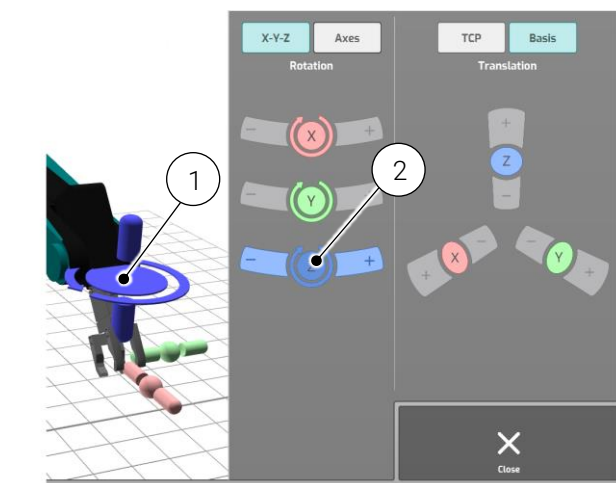 X-Y-Z Axes
Rotation
TCP Basis
Translation
- X +
- Y +
- Z +
+
Z
-
X -
+
- Y
+
1
2
Close